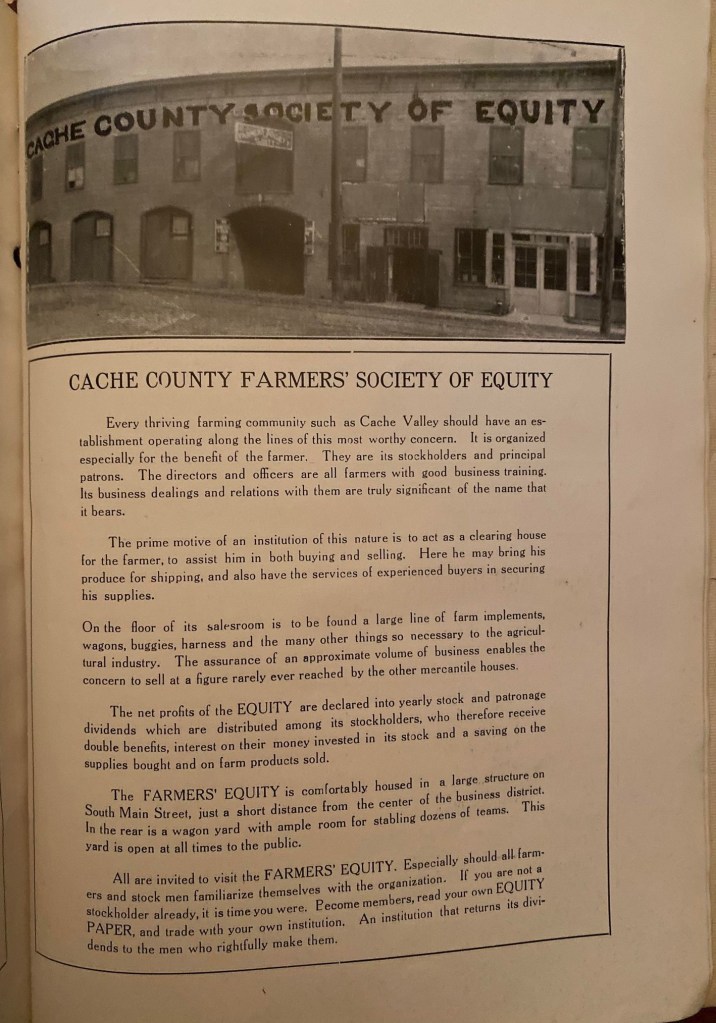 CACHE COUNTY SOCIETY OF EQUITY
CACHE COUNTY FARMERS' SOCIETY OF EQUITY
Every thriving farming community such as Cache Valley should have an es-
tablishment operating along the lines of this most worthy concern. It is organized
especially for the benefit of the farmer. They are its stockholders and principal
patrons. The directors and officers are all farmers with good business training.
Its business dealings and relations with them are truly significant of the name that
it bears.
The prime motive of an institution of this nature is to act as a clearing house
for the farmer, to assist him in both buying and selling. Here he may bring his
produce for shipping, and also have the services of experienced buyers in securing
his supplies.
On the floor of its salesroom is to be found a large line of farm implements,
wagons, buggies, harness and the many other things so necessary to the agricul-
tural industry. The assurance of an approximate volume of business enables the
concern to sell at a figure rarely ever reached by the other mercantile houses.
The net profits of the EQUITY are declared into yearly stock and patronage
dividends which are distributed among its stockholders, who therefore receive
double benefits, interest on their money invested in its stock and a saving on the
supplies bought and on farm products sold.
The FARMERS' EQUITY is comfortably housed in a large structure on
South Main Street, just a short distance from the center of the business district.
In the rear is a wagon yard with ample room for stabling dozens of teams. This
yard is open at all times to the public.
All are invited to visit the FARMERS' EQUITY. Especially should all farm-
ers and stock men familiarize themselves with the organization. If you are not a
stockholder already, it is time you were. Pecome members, read your own EQUITY
PAPER, and trade with your own institution. An institution that returns its divi-
dends to the men who rightfully make them.